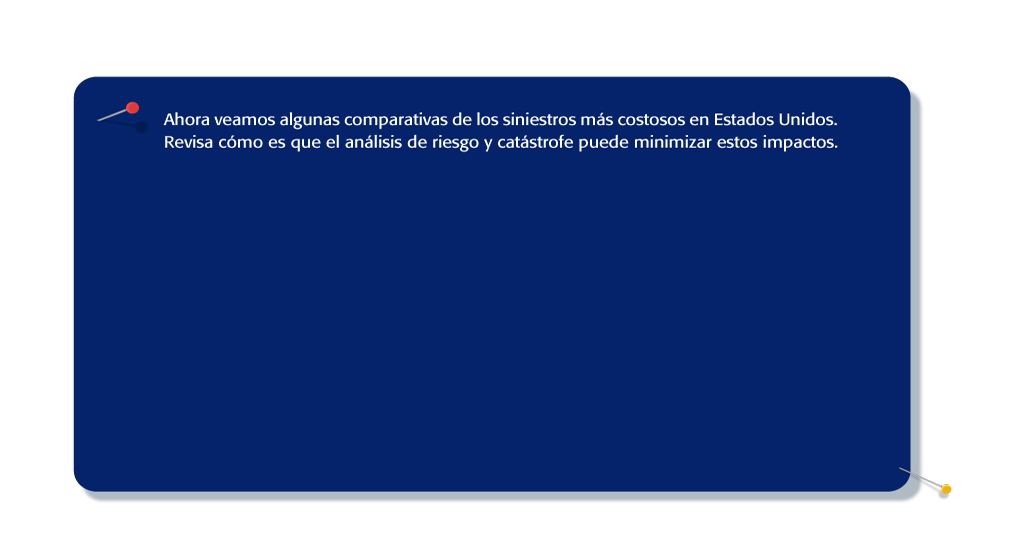 Ahora veamos algunas comparativas de los siniestros más costosos en Estados Unidos.
Revisa cómo es que el análisis de riesgo y catástrofe puede minimizar estos impactos.